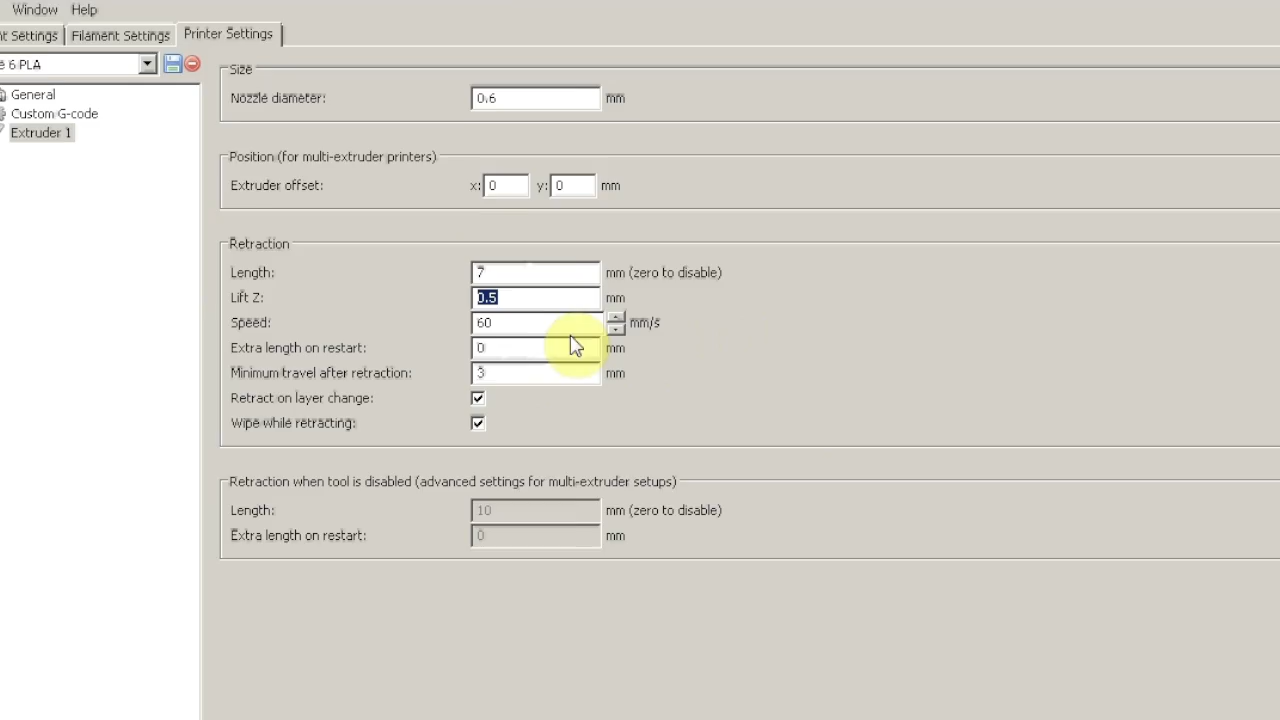 Window Help
nt Settings Filament Settings Printer Settings
e 6 PLA
General
Custom G-code
Extruder 1
Size
Nozzle diameter: 0.6 mm
Position (for multi-extruder printers)
Extruder offset: x: 0 y: 0 mm
Retraction
Length: 7 mm (zero to disable)
Lift Z: 0.5 mm
Speed: 60 mm/s
Extra length on restart: 0 mm
Minimum travel after retraction: 3 mm
Retract on layer change:
Wipe while retracting:
Retraction when tool is disabled (advanced settings for multi-extruder setups)
Length: 10 mm (zero to disable)
Extra length on restart: 0 mm